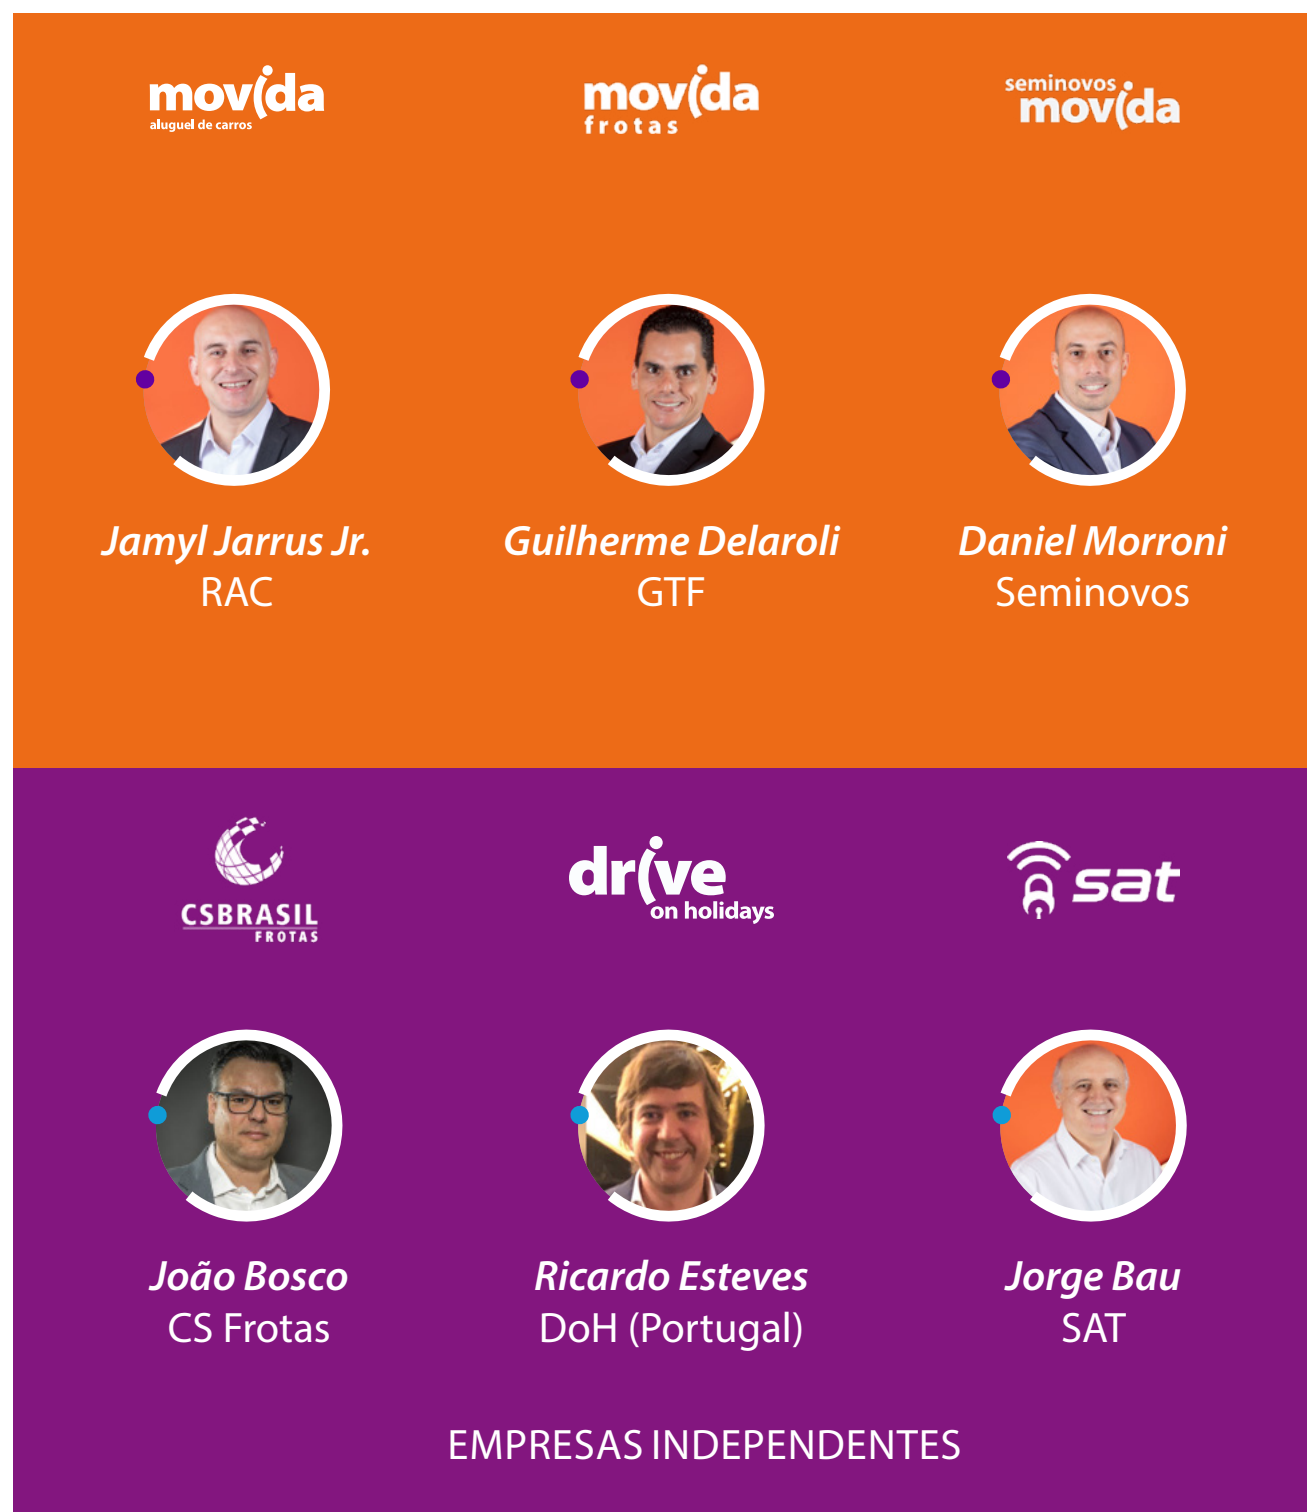 movida
aluguel de carros
movida
frotas
seminovos
movida
Jamyl Jarrus Jr.
RAC
Guilherme Delaroli
GTF
Daniel Morroni
Seminovos
CSBRASIL
FROTAS
drive
on holidays
sat
João Bosco
CS Frotas
Ricardo Esteves
DoH (Portugal)
Jorge Bau
SAT
EMPRESAS INDEPENDENTES